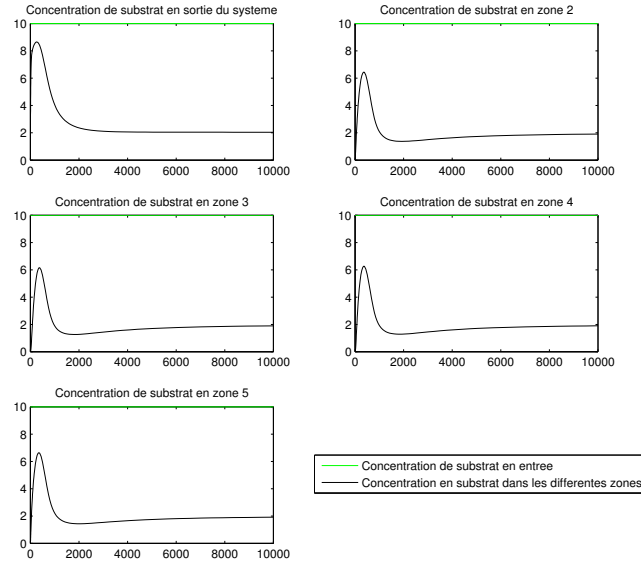 Concentration de substrat en sortie du systeme
10
8
6
4
2
0
0 2000 4000 6000 8000 10000
Concentration de substrat en zone 2
10
8
6
4
2
0
0 2000 4000 6000 8000 10000
Concentration de substrat en zone 3
10
8
6
4
2
0
0 2000 4000 6000 8000 10000
Concentration de substrat en zone 4
10
8
6
4
2
0
0 2000 4000 6000 8000 10000
Concentration de substrat en zone 5
10
8
6
4
2
0
0 2000 4000 6000 8000 10000
Concentration de substrat en entree
Concentration en substrat dans les differentes zones